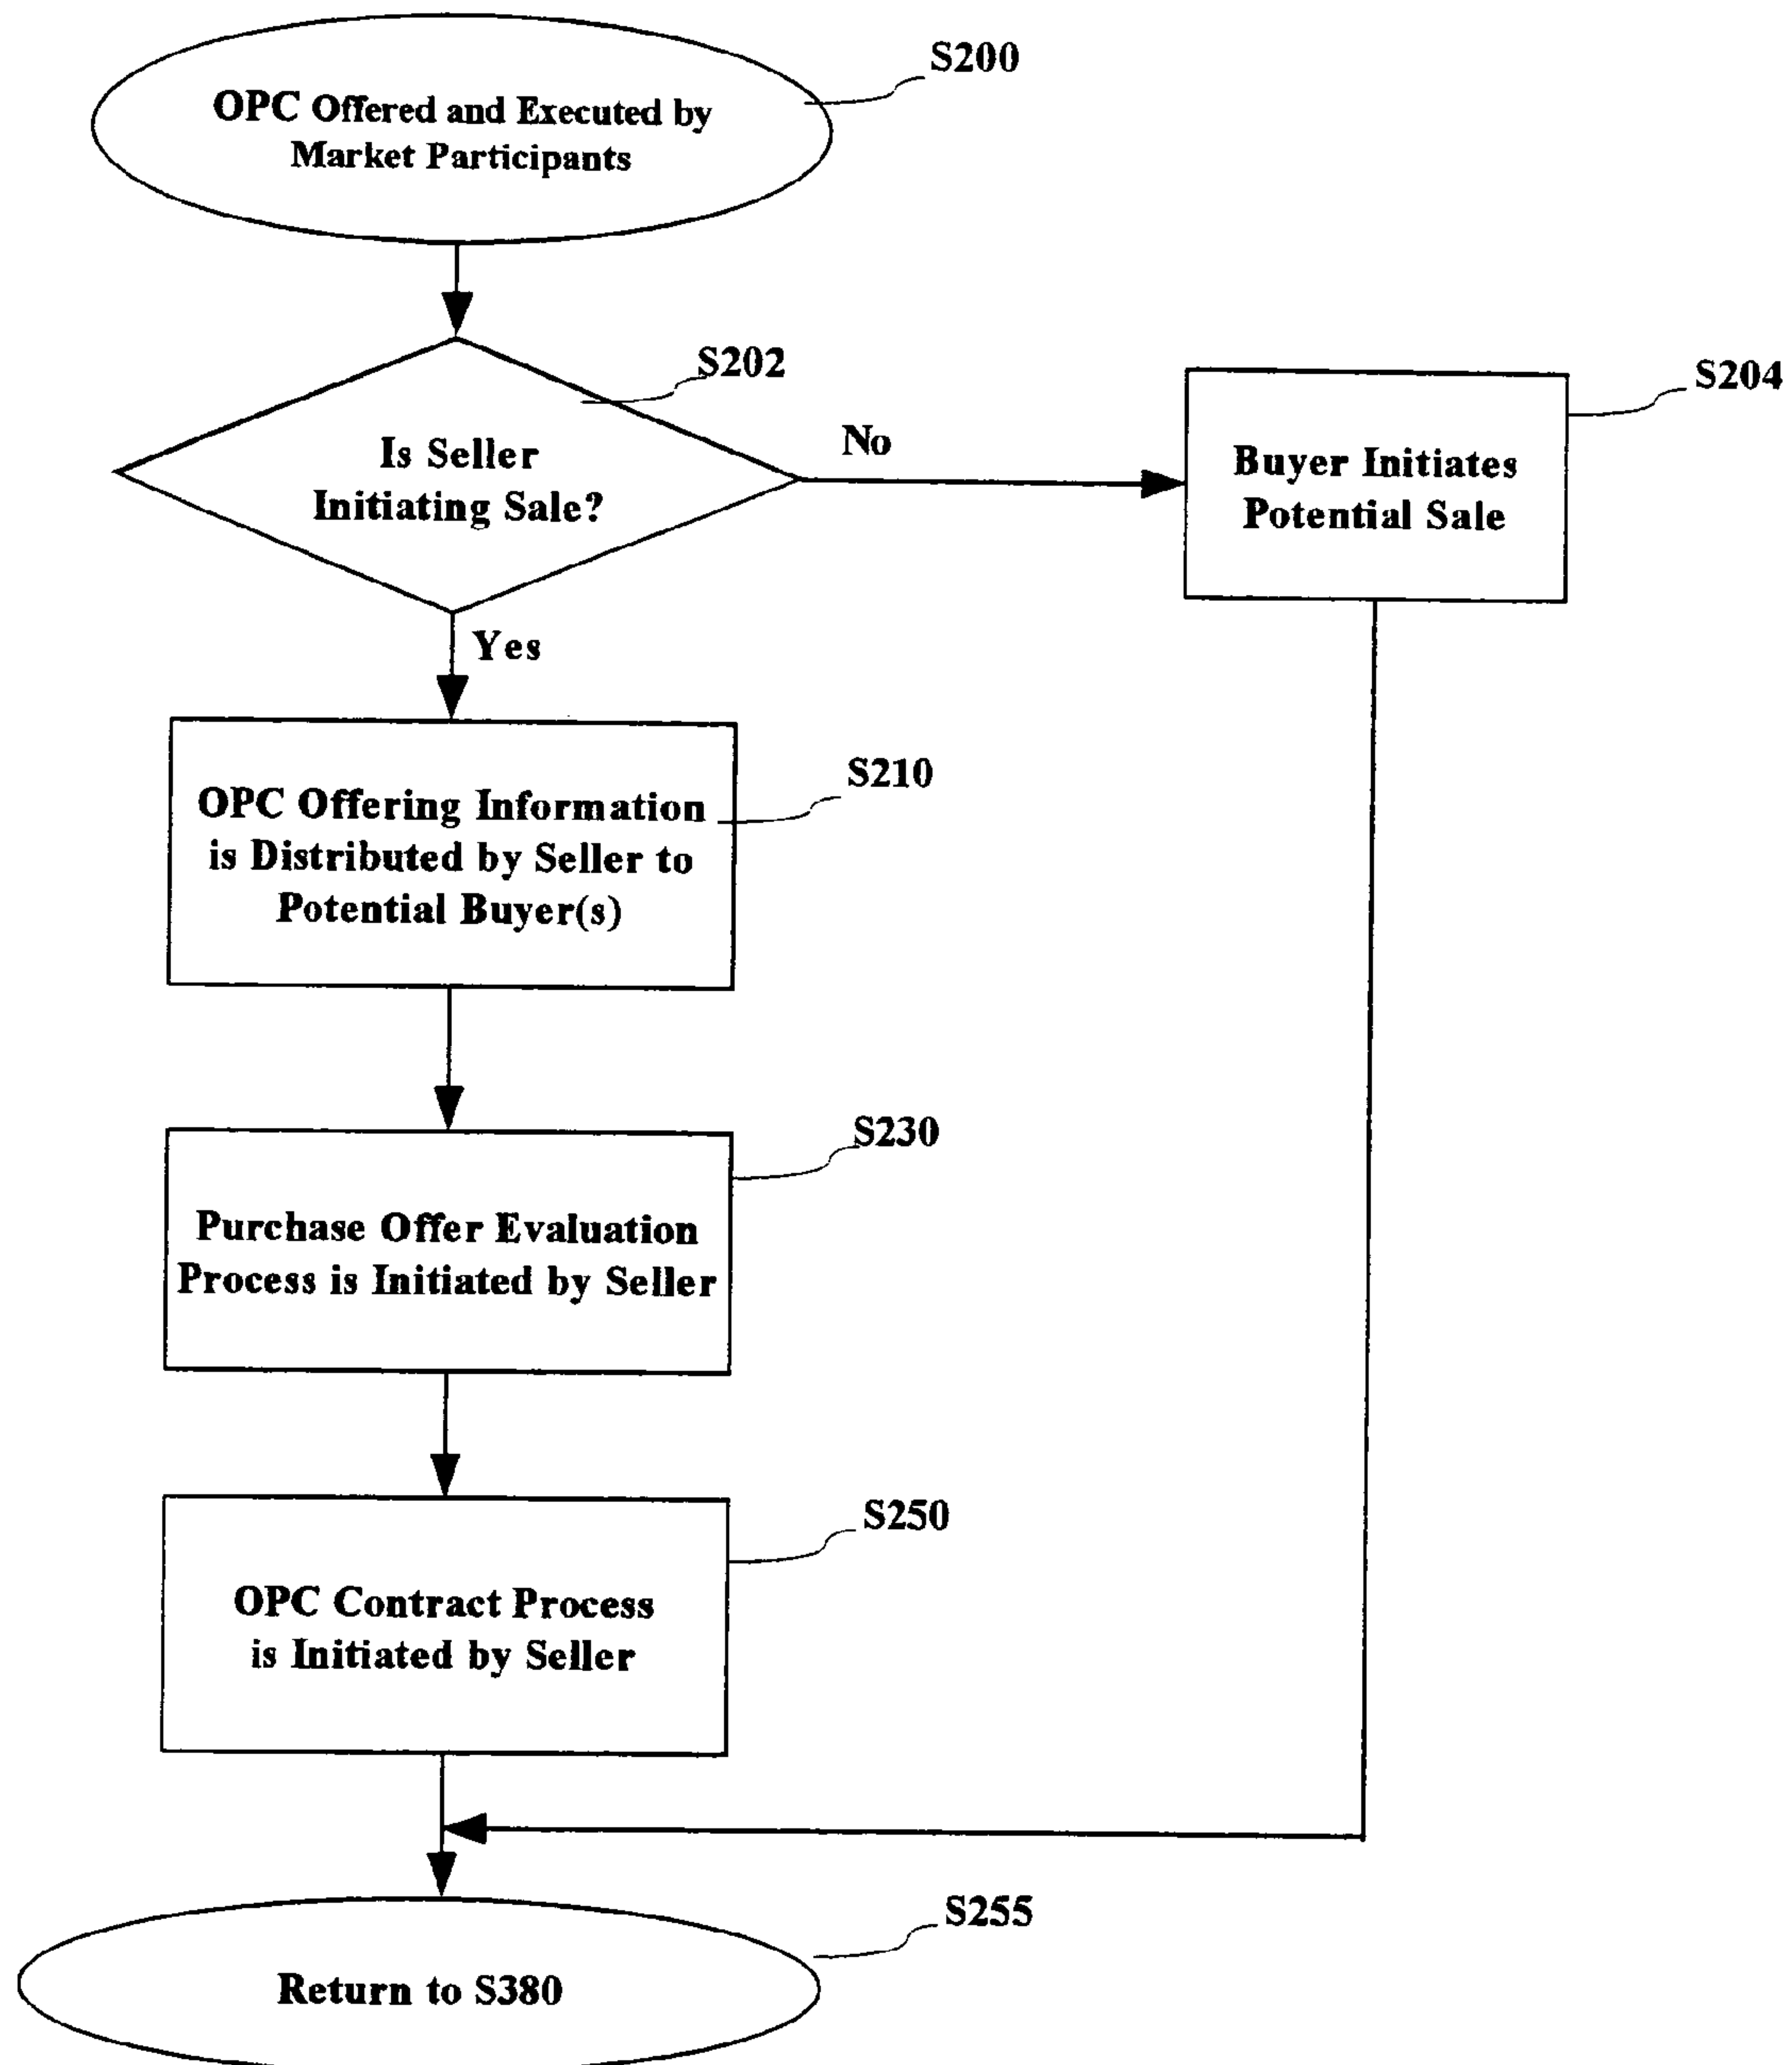 S200
OPC Offered and Executed by
Market Participants
S202
Is Seller
Initiating Sale?
No
S204
Buyer Initiates
Potential Sale
Yes
S210
OPC Offering Information
is Distributed by Seller to
Potential Buyer(s)
S230
Purchase Offer Evaluation
Process is Initiated by Seller
S250
OPC Contract Process
is Initiated by Seller
S255
Return to S380